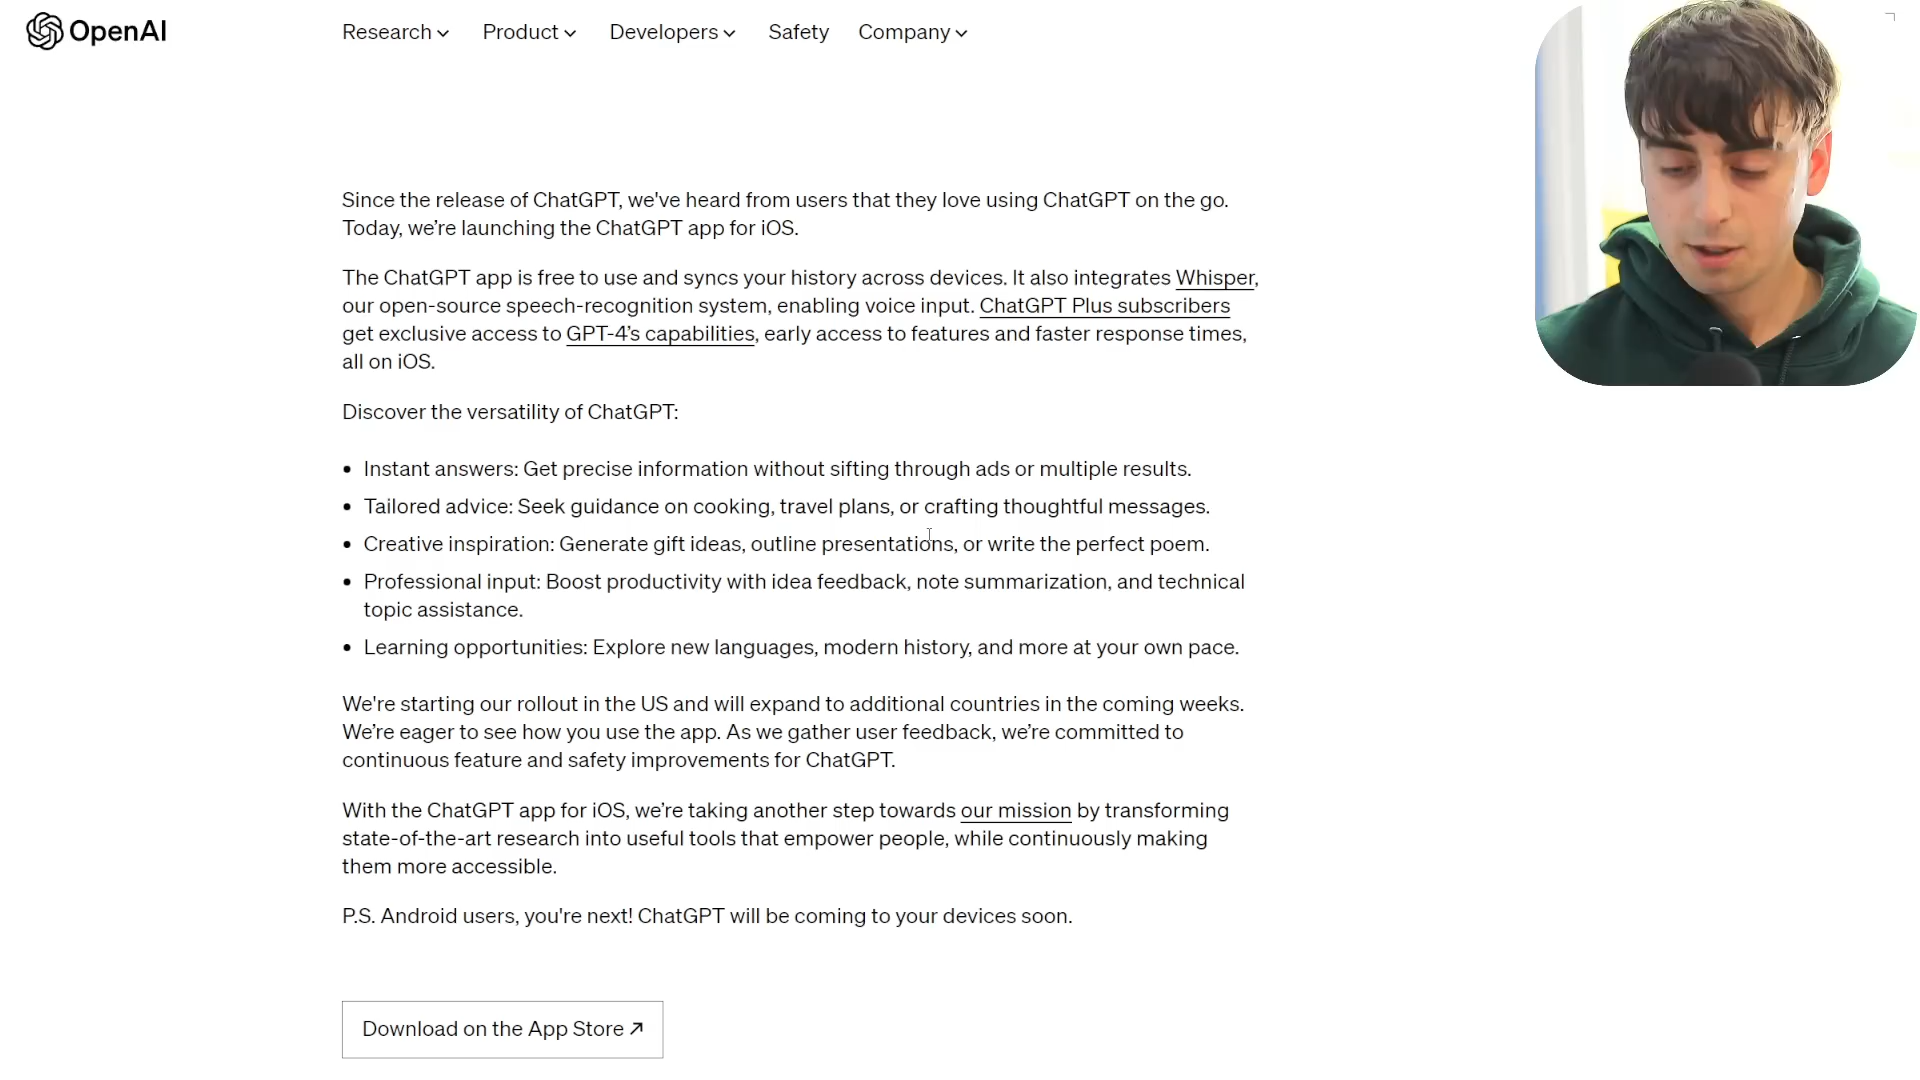 OpenAI
Research Product Developers Safety Company
Since the release of ChatGPT, we've heard from users that they love using ChatGPT on the go.
Today, we’re launching the ChatGPT app for iOS.
The ChatGPT app is free to use and syncs your history across devices. It also integrates Whisper,
our open-source speech-recognition system, enabling voice input. ChatGPT Plus subscribers
get exclusive access to GPT-4’s capabilities, early access to features and faster response times,
all on iOS.
Discover the versatility of ChatGPT:
• Instant answers: Get precise information without sifting through ads or multiple results.
• Tailored advice: Seek guidance on cooking, travel plans, or crafting thoughtful messages.
• Creative inspiration: Generate gift ideas, outline presentations, or write the perfect poem.
• Professional input: Boost productivity with idea feedback, note summarization, and technical
topic assistance.
• Learning opportunities: Explore new languages, modern history, and more at your own pace.
We're starting our rollout in the US and will expand to additional countries in the coming weeks.
We’re eager to see how you use the app. As we gather user feedback, we’re committed to
continuous feature and safety improvements for ChatGPT.
With the ChatGPT app for iOS, we’re taking another step towards our mission by transforming
state-of-the-art research into useful tools that empower people, while continuously making
them more accessible.
P.S. Android users, you're next! ChatGPT will be coming to your devices soon.
Download on the App Store ↗